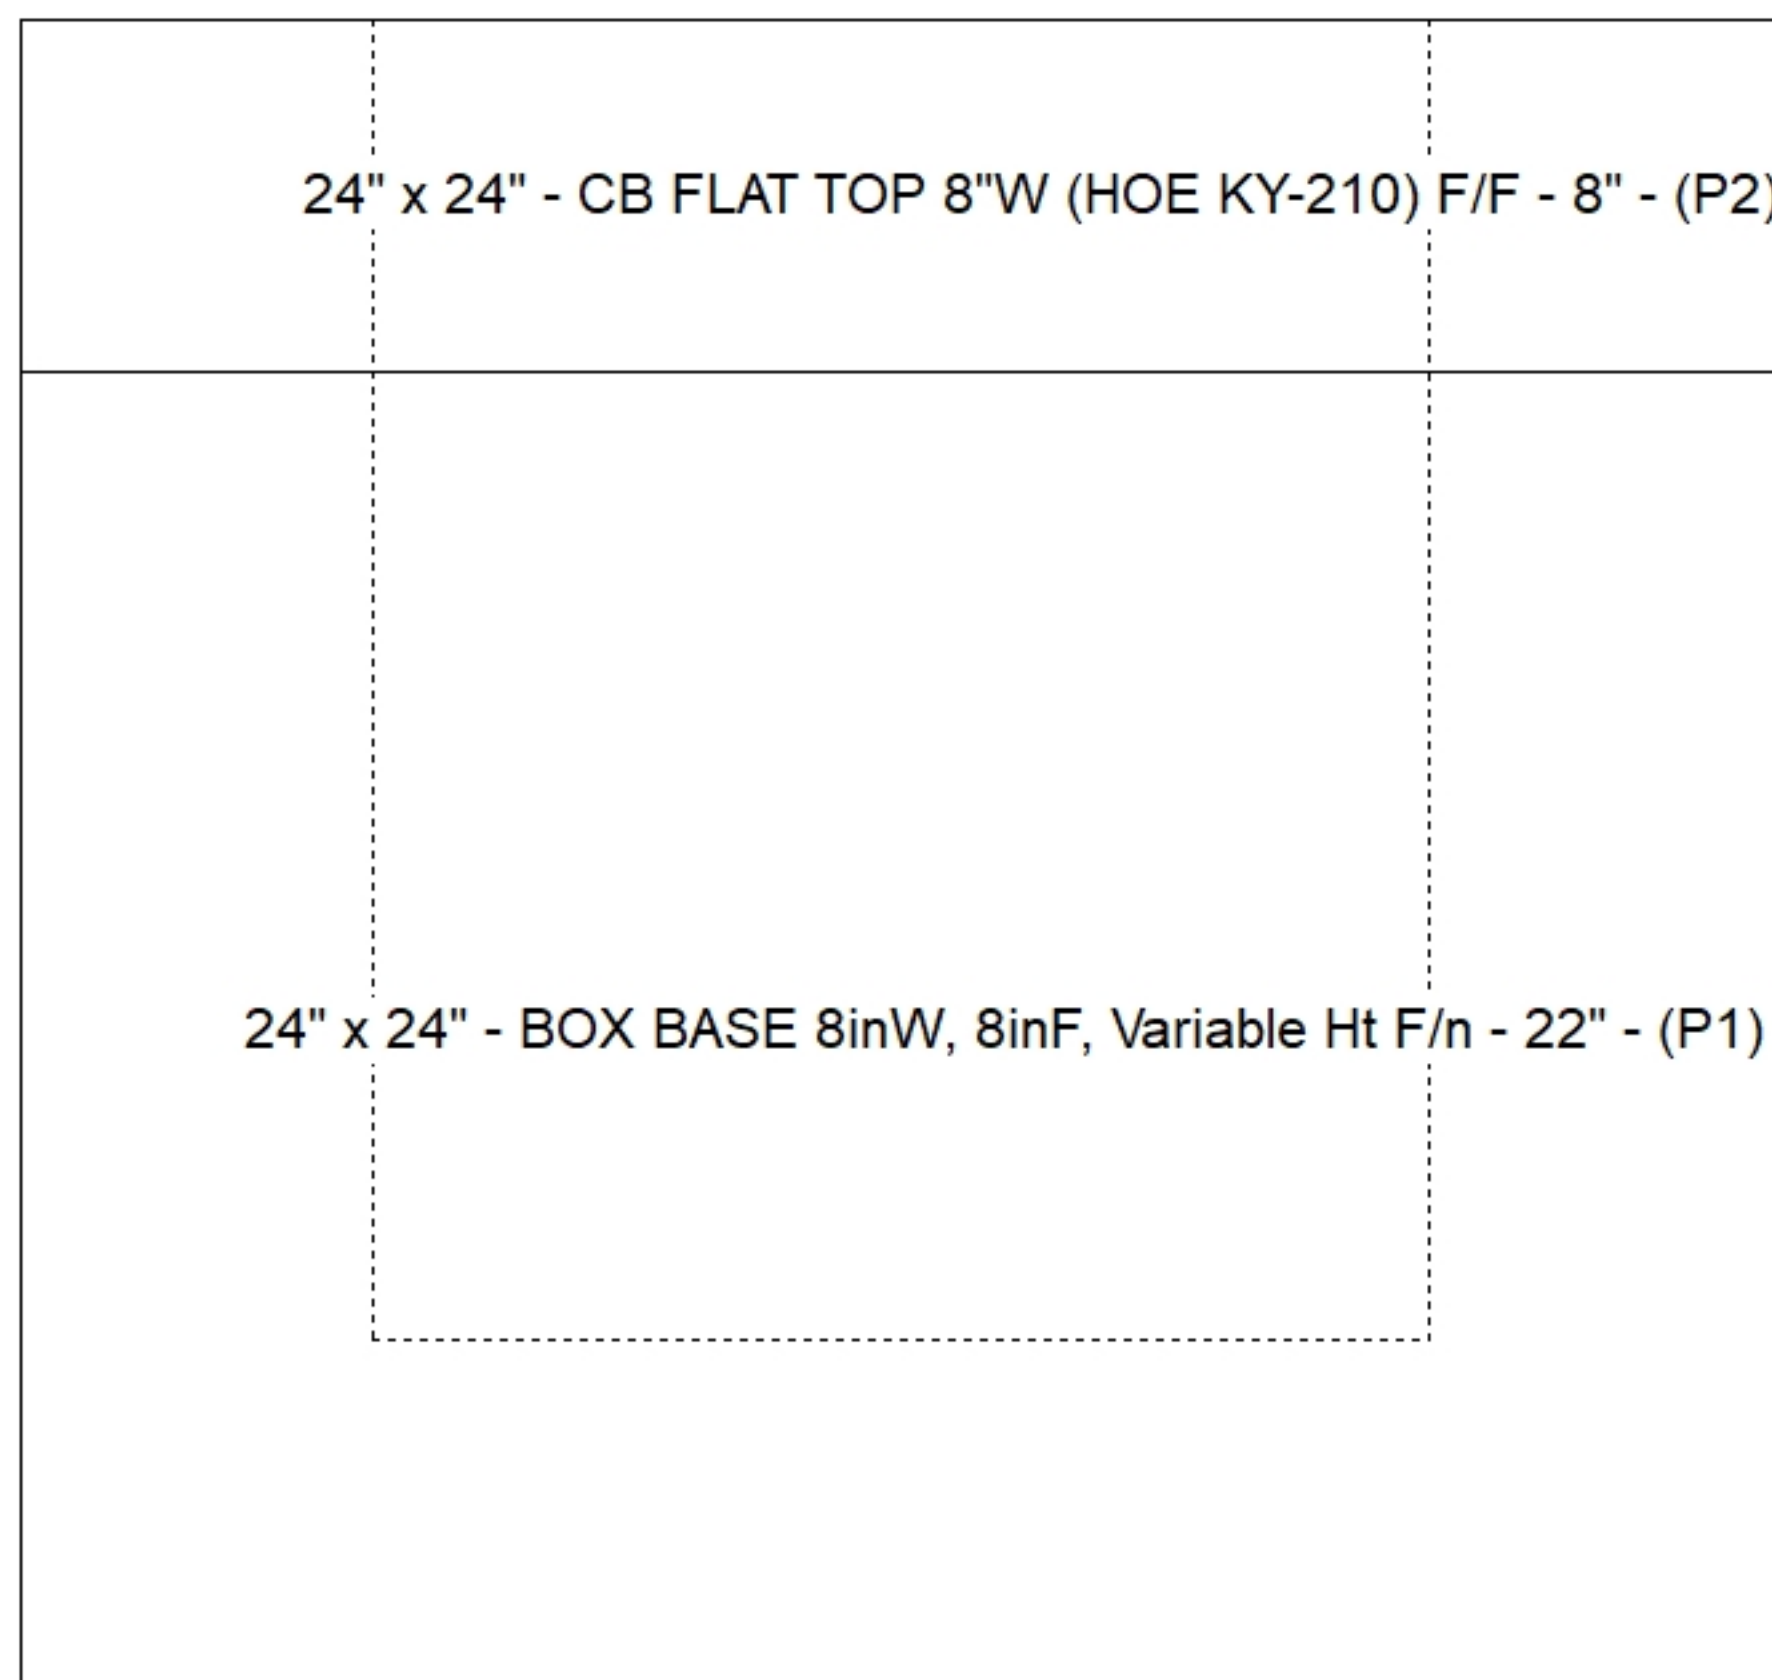 24" x 24" - CB FLAT TOP 8"W (HOE KY-210) F/F - 8" - (P2)
24" x 24" - BOX BASE 8inW, 8inF, Variable Ht F/n - 22" - (P1)